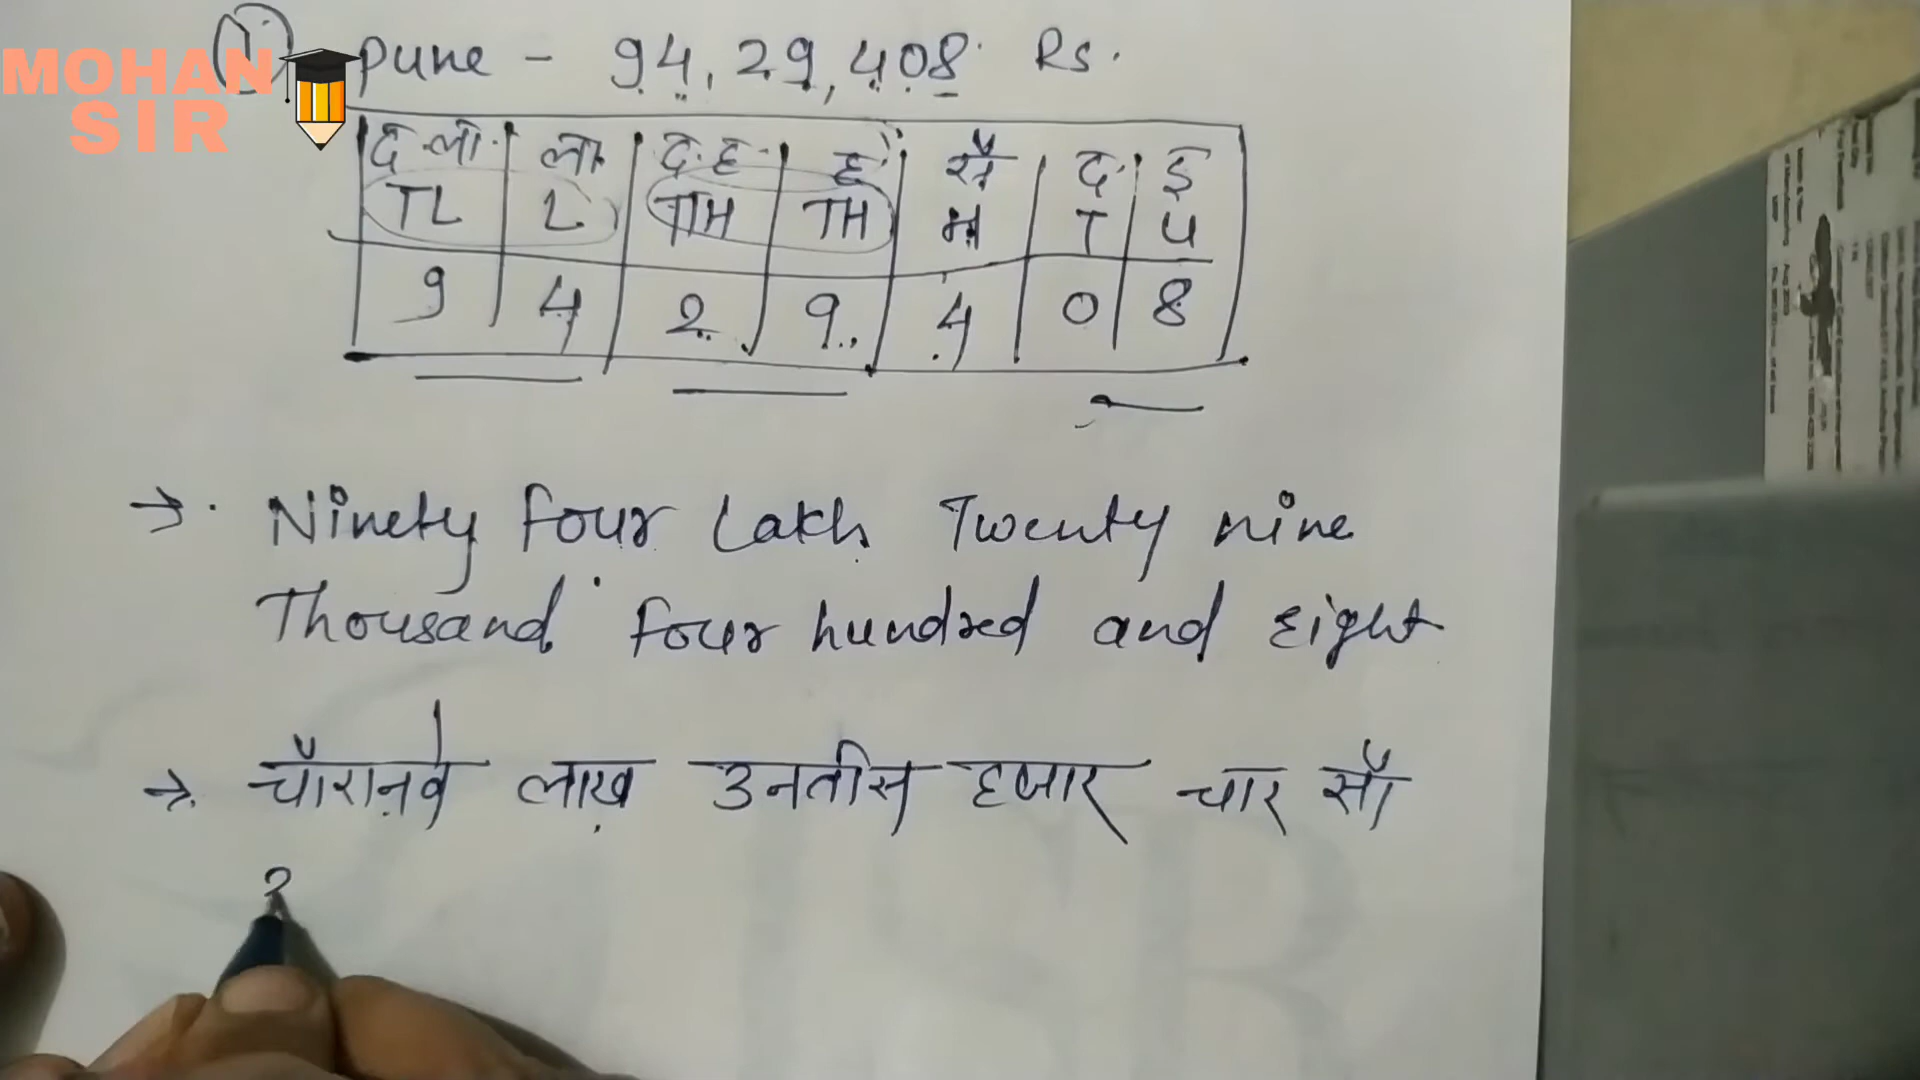 MOHAN
SIR
1 Pune - 94,29,408 Rs.
द.ला. ला द.ह. ह सौ द. इ
TL L TTH TH H T U
9 4 2 9 4 0 8
→ Ninety four Lakh Twenty nine
Thousand four hundred and Eight
→ चौरानवे लाख उनतीस हजार चार सौ